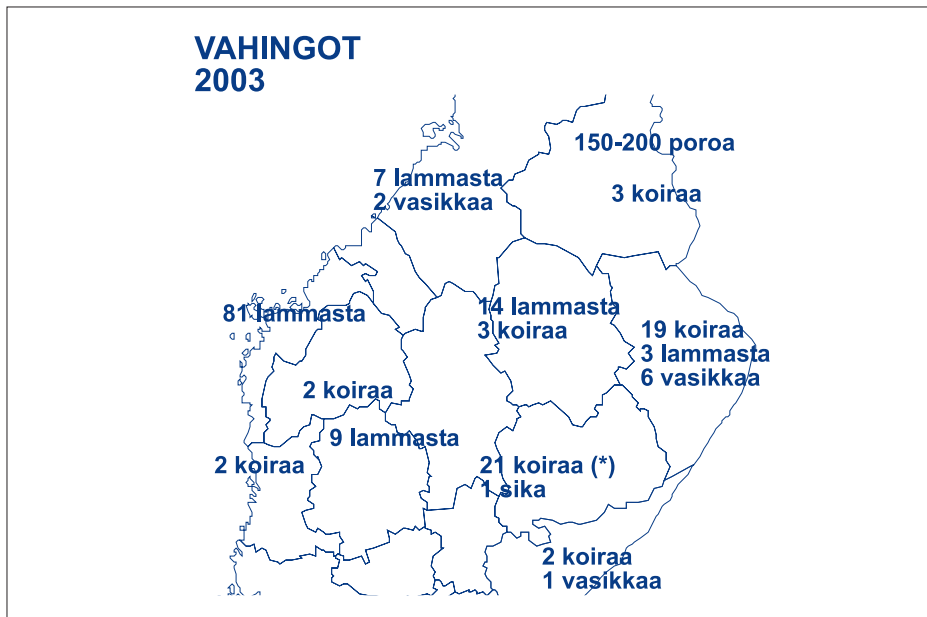 VAHINGOT
2003
150-200 poroa
3 koiraa
7 lammasta
2 vasikkaa
81 lammasta
14 lammasta
3 koiraa
19 koiraa
3 lammasta
6 vasikkaa
2 koiraa
9 lammasta
2 koiraa
21 koiraa (*)
1 sika
2 koiraa
1 vasikkaa